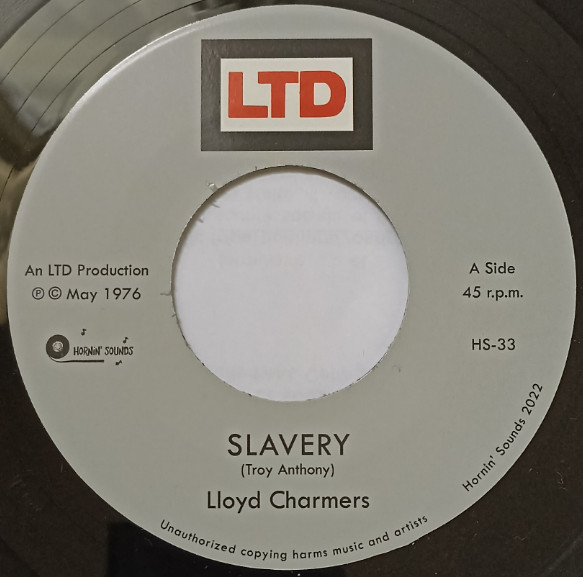 LTD
An LTD Production
℗ © May 1976
HORNIN' SOUNDS
A Side
45 r.p.m.
HS-33
SLAVERY
(Troy Anthony)
Lloyd Charmers
Hornin' Sounds 2022
Unauthorized copying harms music and artists